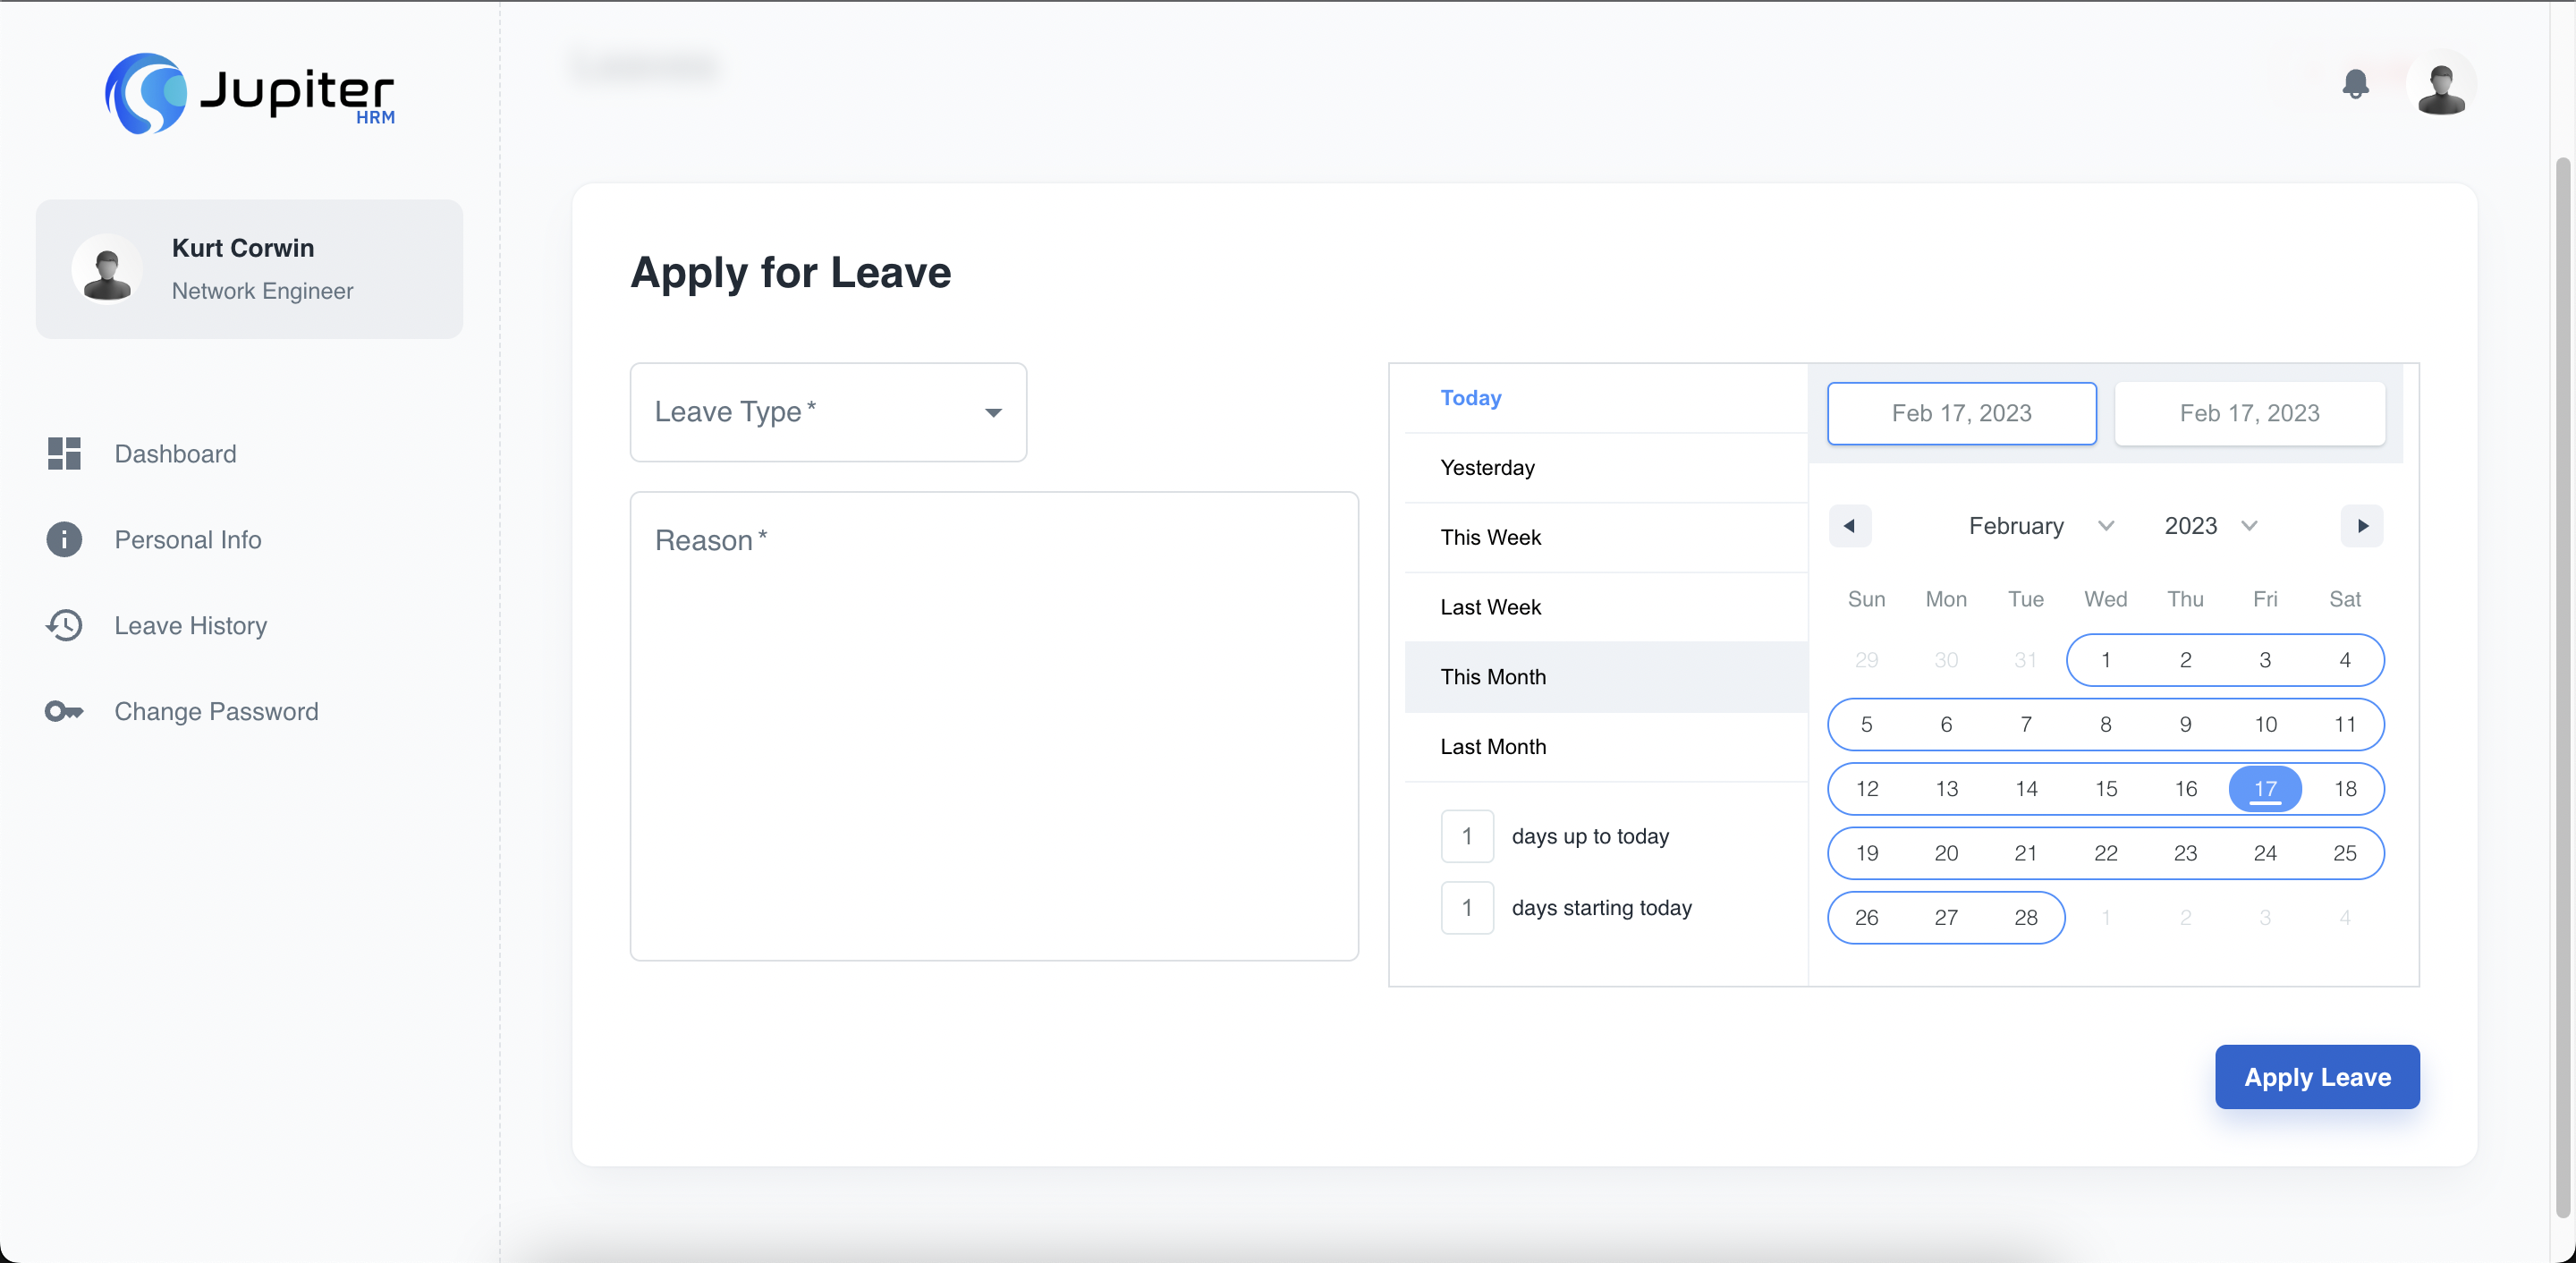 Jupiter
HRM
Kurt Corwin
Network Engineer
Dashboard
Personal Info
Leave History
Change Password
Apply for Leave
Leave Type *
Reason *
Today
Yesterday
This Week
Last Week
This Month
Last Month
1 days up to today
1 days starting today
Feb 17, 2023 Feb 17, 2023
February 2023
Sun Mon Tue Wed Thu Fri Sat
29 30 31 1 2 3 4
5 6 7 8 9 10 11
12 13 14 15 16 17 18
19 20 21 22 23 24 25
26 27 28 1 2 3 4
Apply Leave